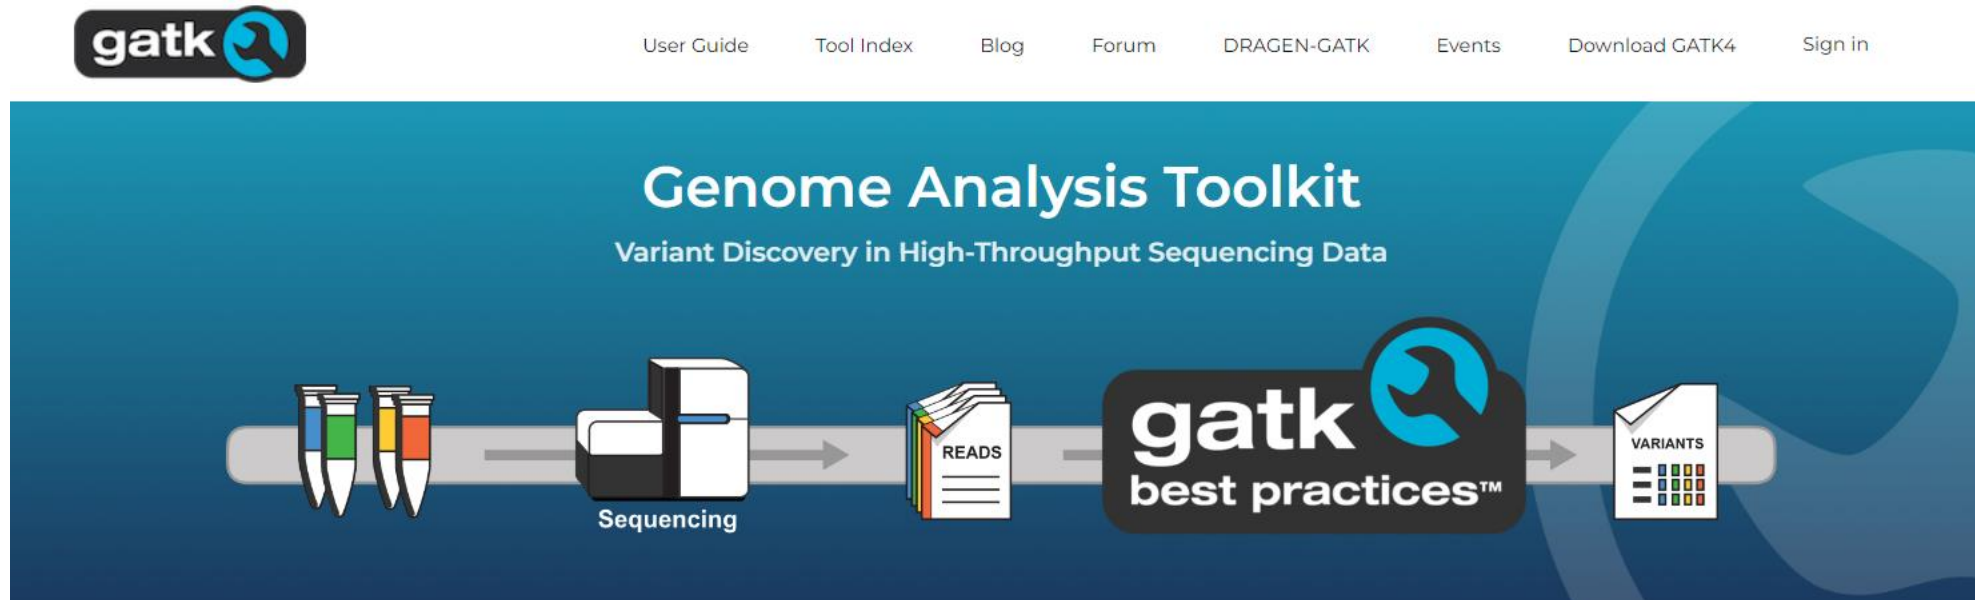 gatk
User Guide Tool Index Blog Forum DRAGEN-GATK Events Download GATK4 Sign in
Genome Analysis Toolkit
Variant Discovery in High-Throughput Sequencing Data
Sequencing
READS
gatk
best practices™
VARIANTS